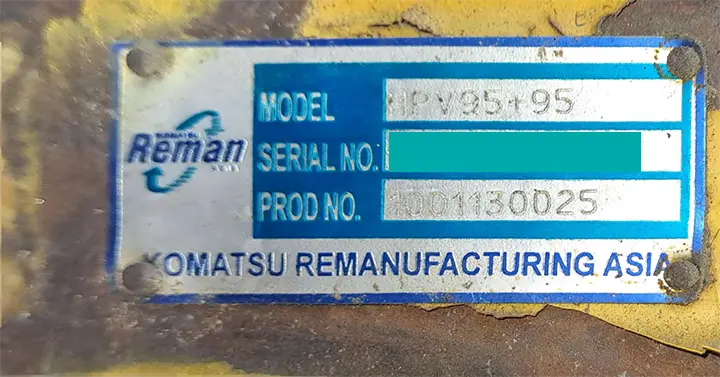 KOMATSU
Reman
MODEL HPV95+95
SERIAL NO.
PROD NO. 1001130025
KOMATSU REMANUFACTURING ASIA